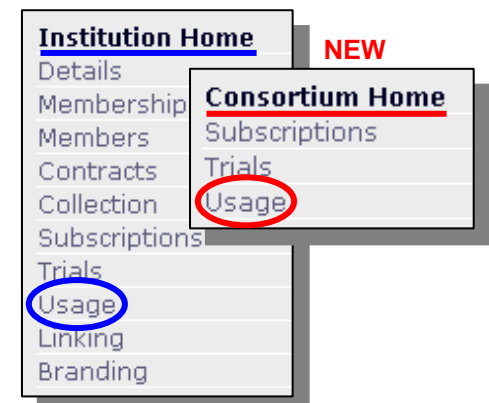 Institution Home
Details
Membership
Members
Contracts
Collection
Subscriptions
Trials
Usage
Linking
Branding
NEW
Consortium Home
Subscriptions
Trials
Usage